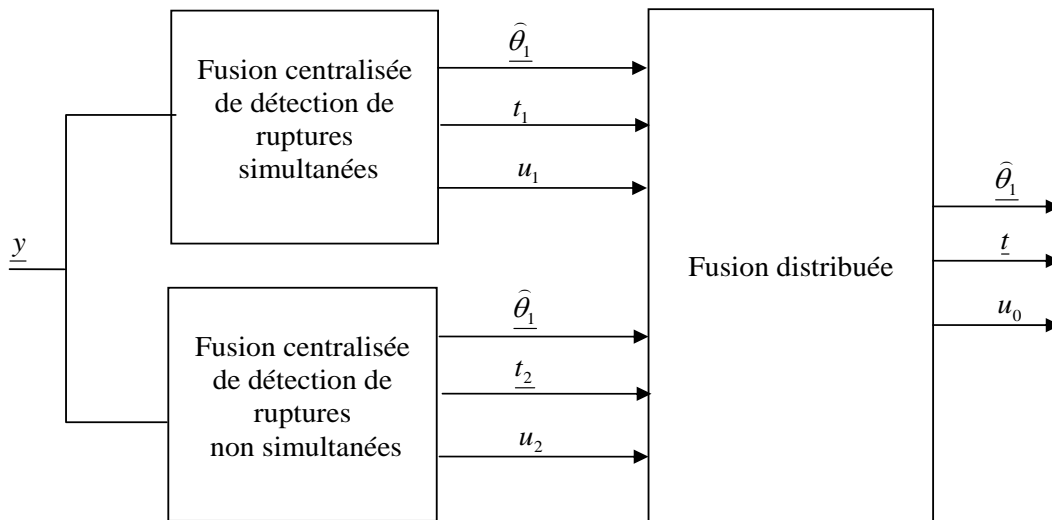 Fusion centralisée
de détection de
ruptures
simultanées
θ̂₁
t₁
u₁
y
Fusion centralisée
de détection de
ruptures
non simultanées
θ̂₁
t₂
u₂
Fusion distribuée
θ̂₁
t
u₀